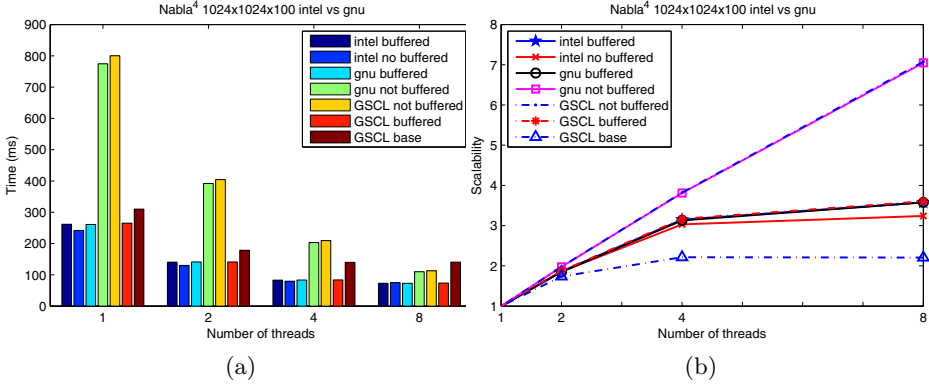 Nabla⁴ 1024x1024x100 intel vs gnu
900
800
700
600
500
400
300
200
100
0
Time (ms)
intel buffered
intel no buffered
gnu buffered
gnu not buffered
GSCL not buffered
GSCL buffered
GSCL base
1 2 4 8
Number of threads
(a)
Nabla⁴ 1024x1024x100 intel vs gnu
8
7
6
5
4
3
2
1
Scalability
intel buffered
intel no buffered
gnu buffered
gnu not buffered
GSCL not buffered
GSCL buffered
GSCL base
1 2 4 8
Number of threads
(b)